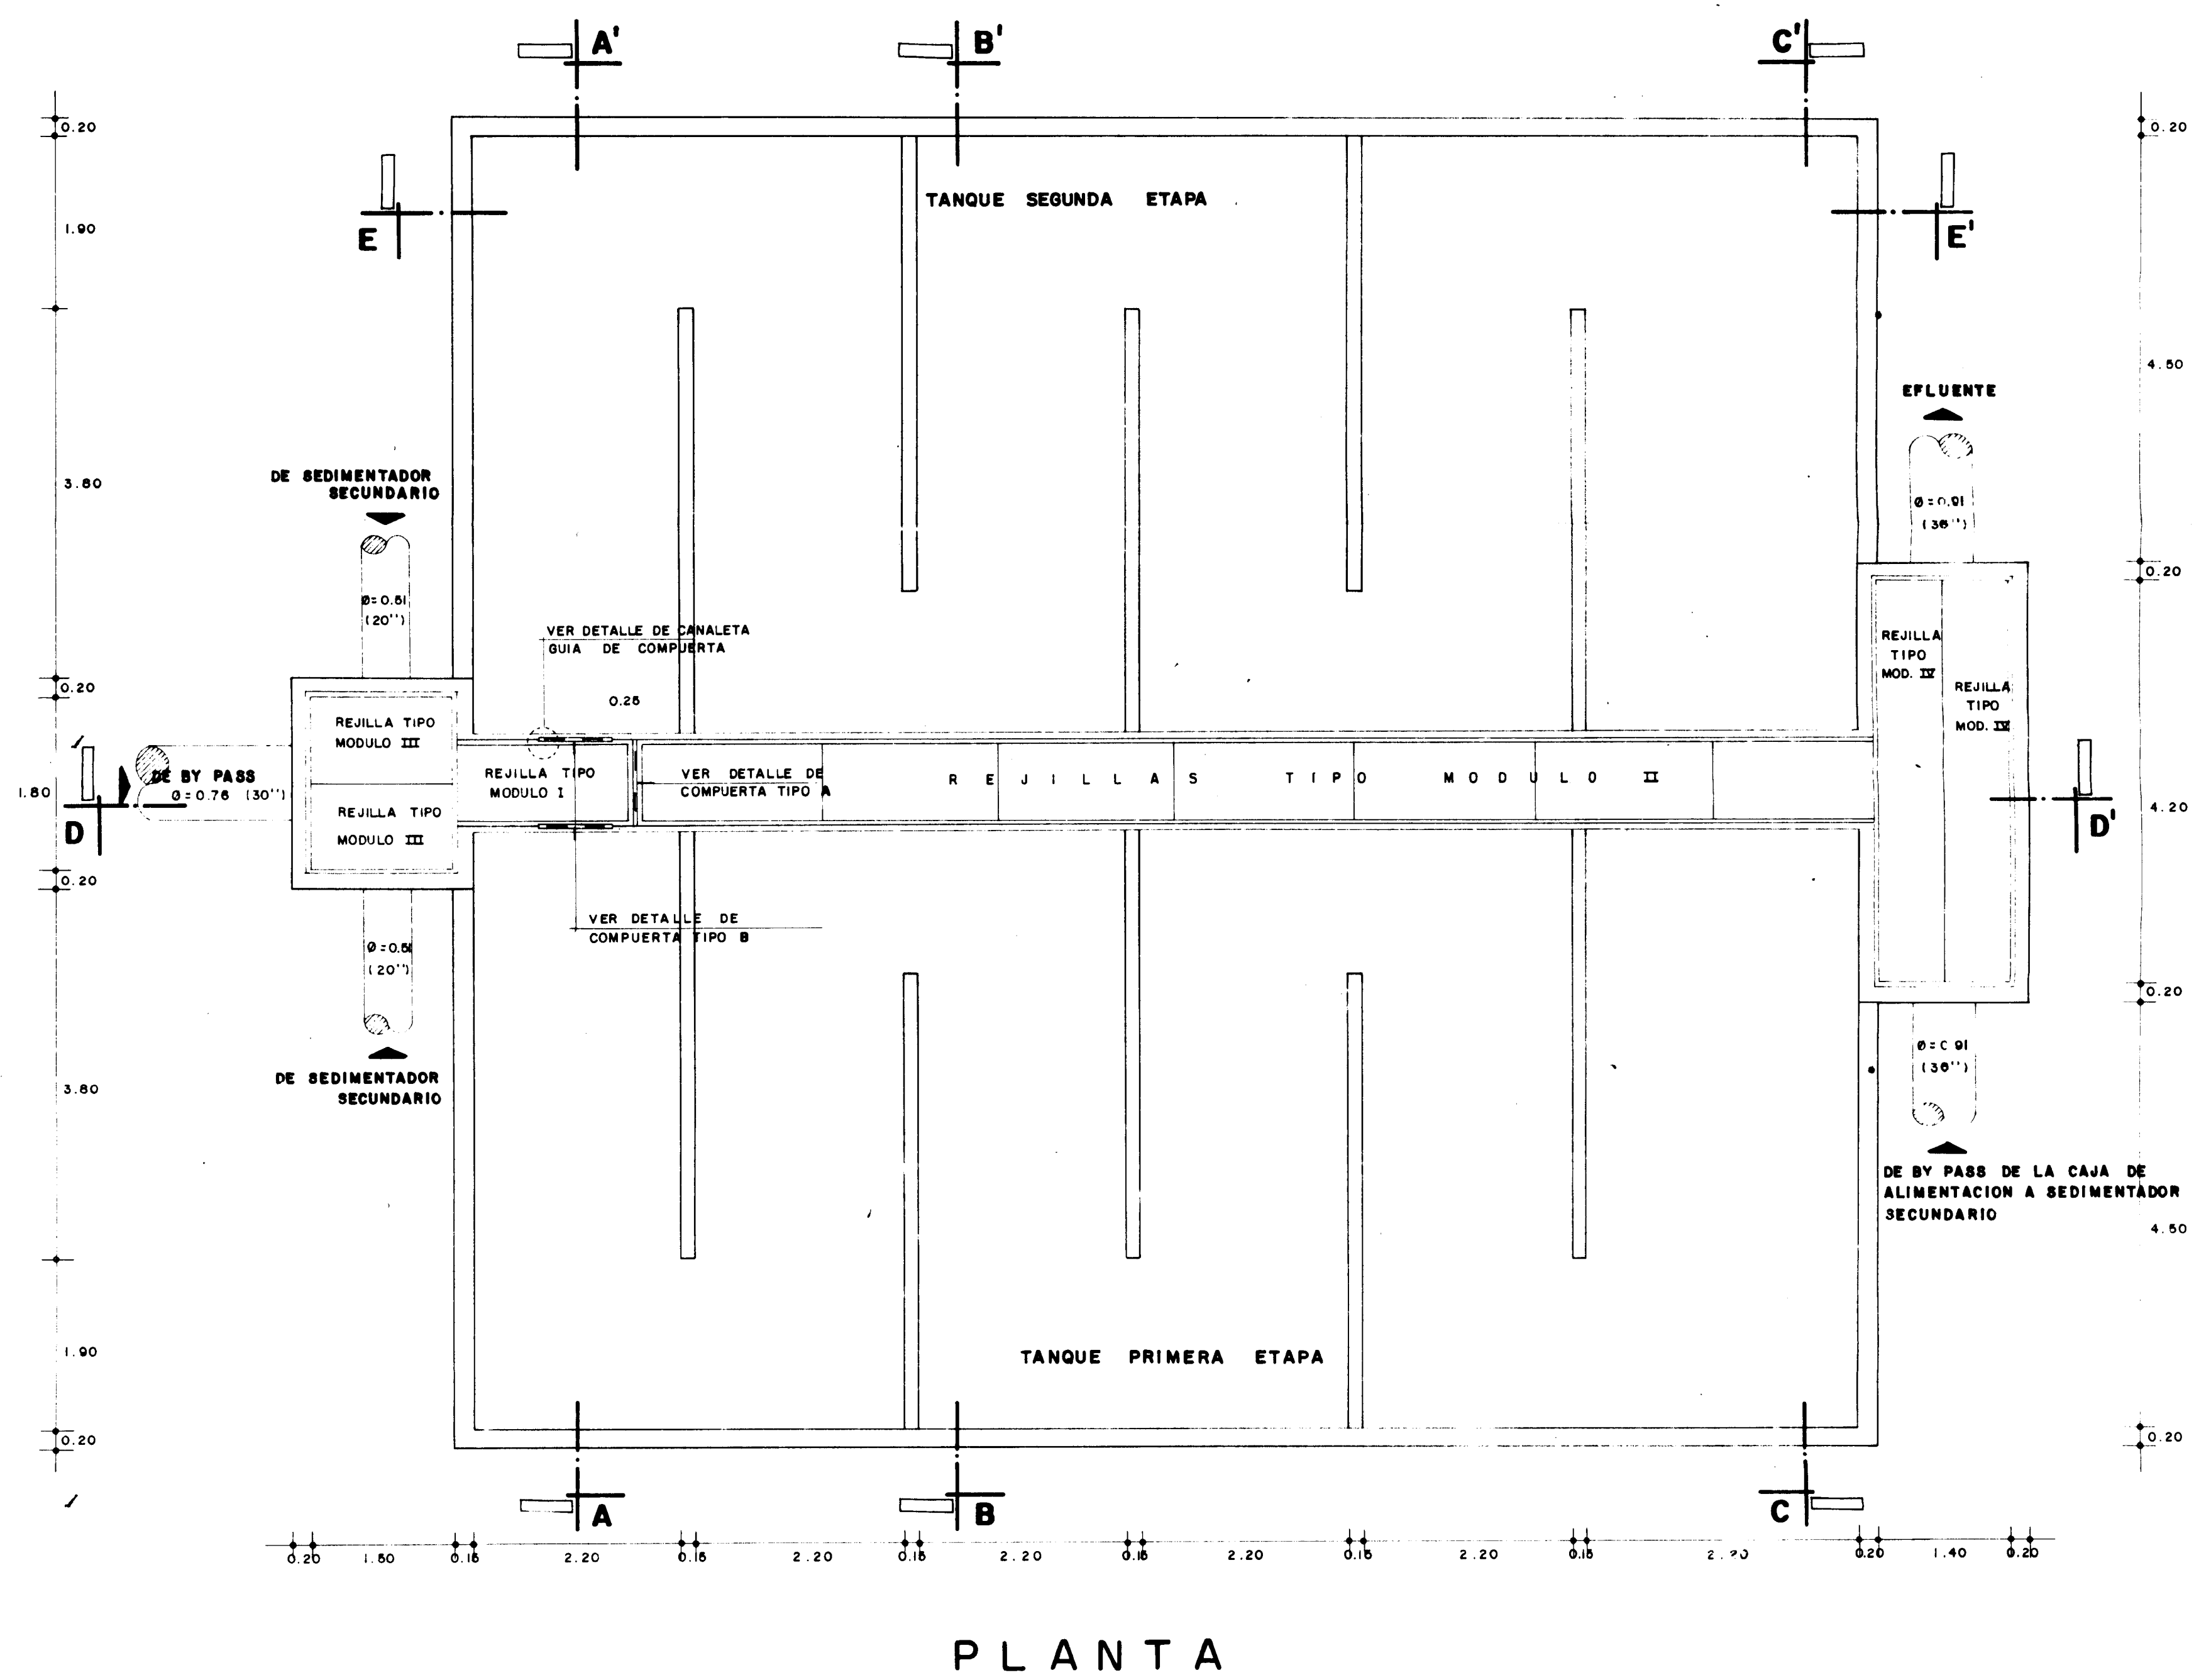 A'
B'
C'
0.20
0.20
TANQUE SEGUNDA ETAPA
E
E'
1.90
4.50
EFLUENTE
DE SEDIMENTADOR
SECUNDARIO
3.80
Ø=0.91
(36'')
0.20
Ø=0.51
(20'')
VER DETALLE DE CANALETA
GUIA DE COMPUERTA
REJILLA
TIPO
MOD. IV
0.20
0.25
REJILLA
TIPO
MOD. IV
REJILLA TIPO
MODULO III
DE BY PASS
Ø=0.76 (30'')
1.80
REJILLA TIPO
MODULO I
VER DETALLE DE
COMPUERTA TIPO A
REJILLAS TIPO MODULO II
REJILLA TIPO
MODULO III
D
D'
4.20
0.20
VER DETALLE DE
COMPUERTA TIPO B
Ø=0.51
(20'')
0.20
Ø=0.91
(36'')
DE SEDIMENTADOR
SECUNDARIO
3.80
DE BY PASS DE LA CAJA DE
ALIMENTACION A SEDIMENTADOR
SECUNDARIO
4.50
1.90
TANQUE PRIMERA ETAPA
0.20
0.20
A
B
C
0.20 1.50 0.15 2.20 0.15 2.20 0.15 2.20 0.15 2.20 0.15 2.20 0.15 0.20 1.40 0.20
PLANTA